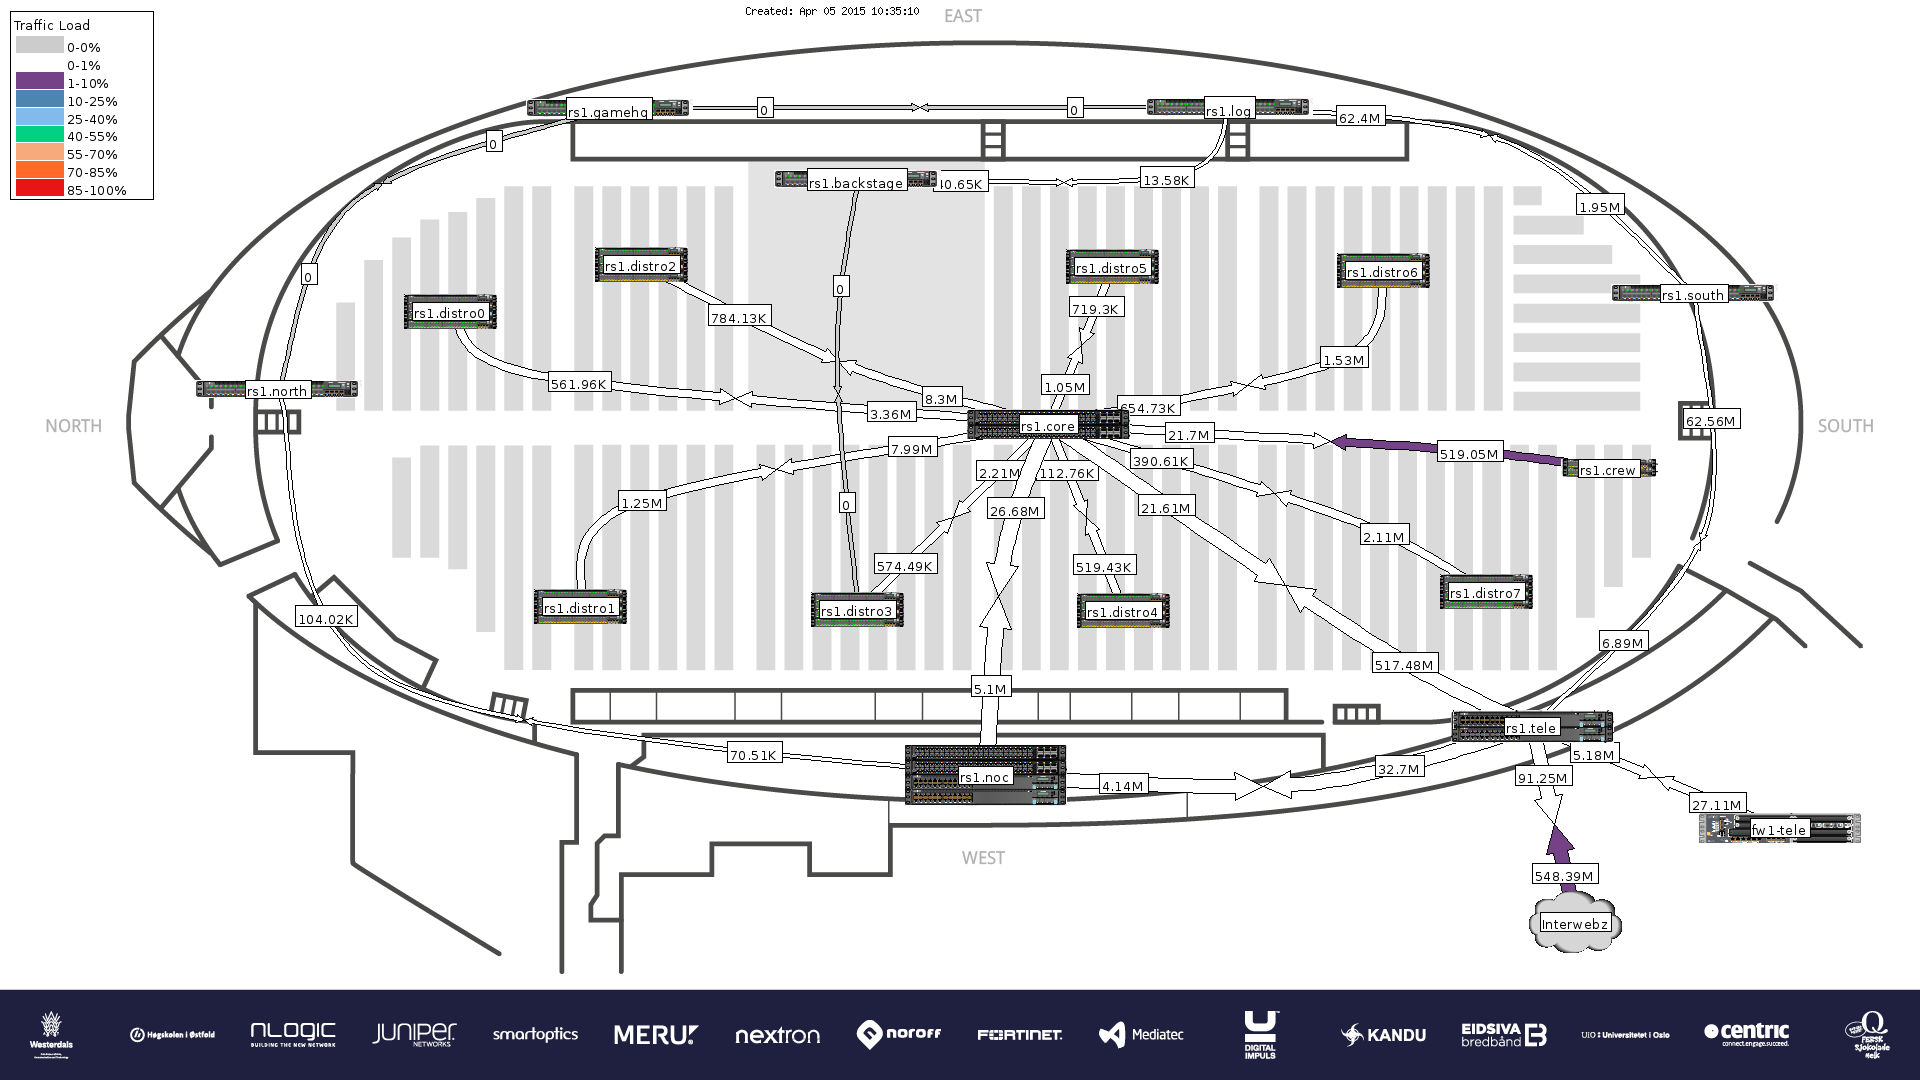 Created: Apr 05 2015 10:35:10
EAST
Traffic Load
0-0%
0-1%
1-10%
10-25%
25-40%
40-55%
55-70%
70-85%
85-100%
rs1.gamehq
0
0
rs1.log
62.4M
0
rs1.backstage
40.65K
13.58K
1.95M
rs1.distro2
rs1.distro5
rs1.distro6
0
0
rs1.south
rs1.distro0
784.13K
719.3K
1.53M
561.96K
1.05M
rs1.north
8.3M
654.73K
3.36M
NORTH
rs1.core
21.7M
62.56M
SOUTH
7.99M
519.05M
390.61K
rs1.crew
2.21M
112.76K
1.25M
0
26.68M
21.61M
2.11M
574.49K
519.43K
rs1.distro1
rs1.distro3
rs1.distro4
rs1.distro7
104.02K
6.89M
517.48M
5.1M
rs1.tele
70.51K
5.18M
32.7M
rs1.noc
4.14M
91.25M
27.11M
fw1-tele
WEST
548.39M
Interwebz
Westerdals
Høgskolen i Østfold
nLOGIC
BUILDING THE NEW NETWORK
JUNIPER
NETWORKS
smartoptics
MERU
nextron
NOROFF
FORTINET
Mediatec
DIGITAL
IMPULS
KANDU
EIDSIVA
bredbånd
UiO Universitetet i Oslo
centric
connect.engage.succeed.
FERSK
SJOKOLADE
MELK